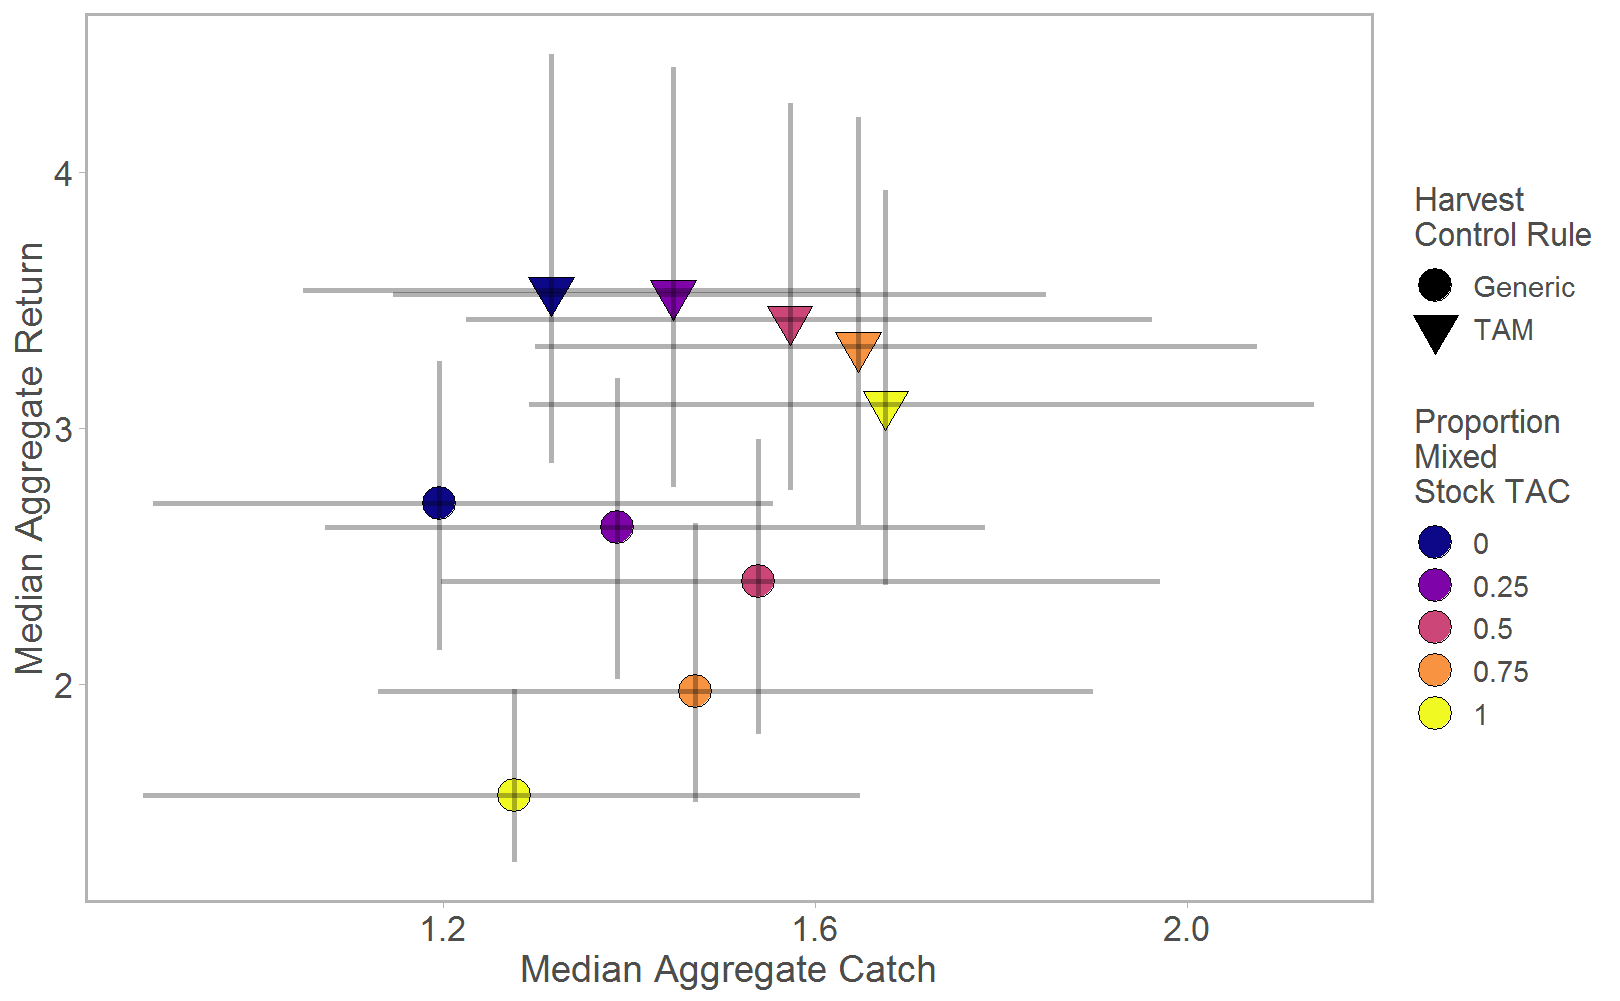 4
3
2
Median Aggregate Return
1.2
1.6
2.0
Median Aggregate Catch
Harvest
Control Rule
Generic
TAM
Proportion
Mixed
Stock TAC
0
0.25
0.5
0.75
1